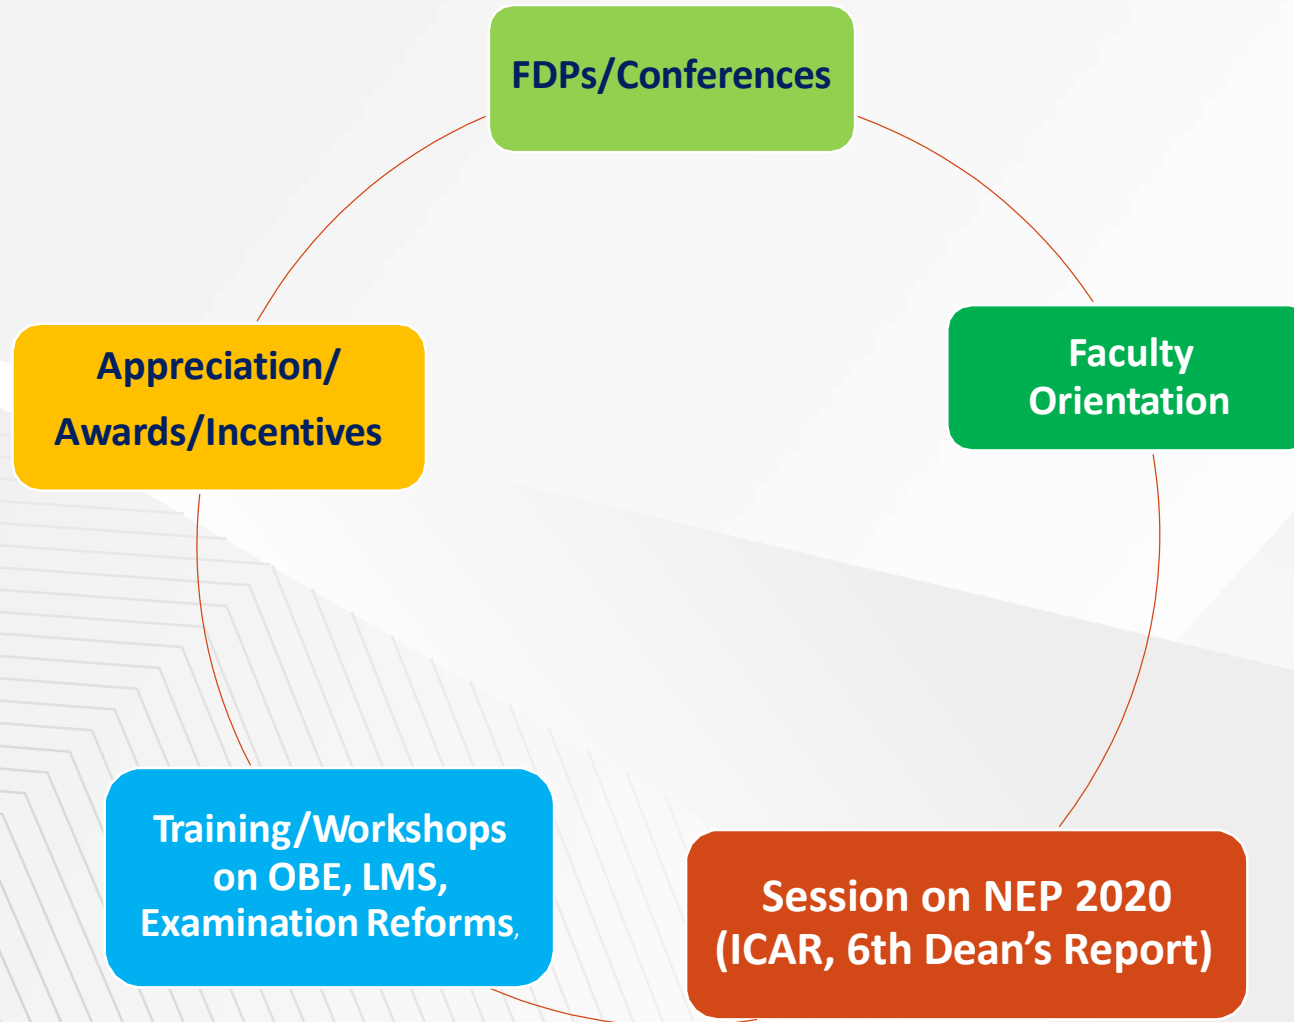 FDPs/Conferences
Faculty
Orientation
Session on NEP 2020
(ICAR, 6th Dean’s Report)
Training/Workshops
on OBE, LMS,
Examination Reforms,
Appreciation/
Awards/Incentives